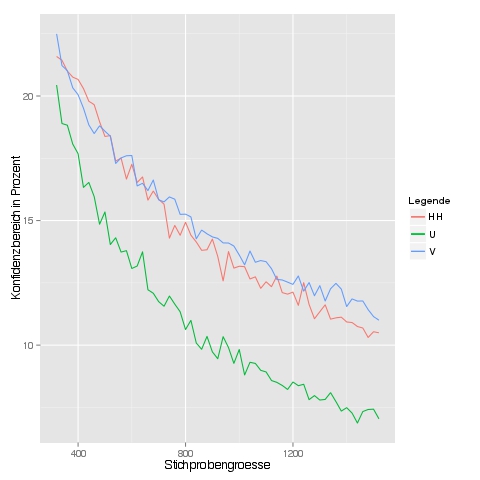 Konfidenzbereich in Prozent
20
15
10
400
800
1200
Stichprobengroesse
Legende
HH
U
V